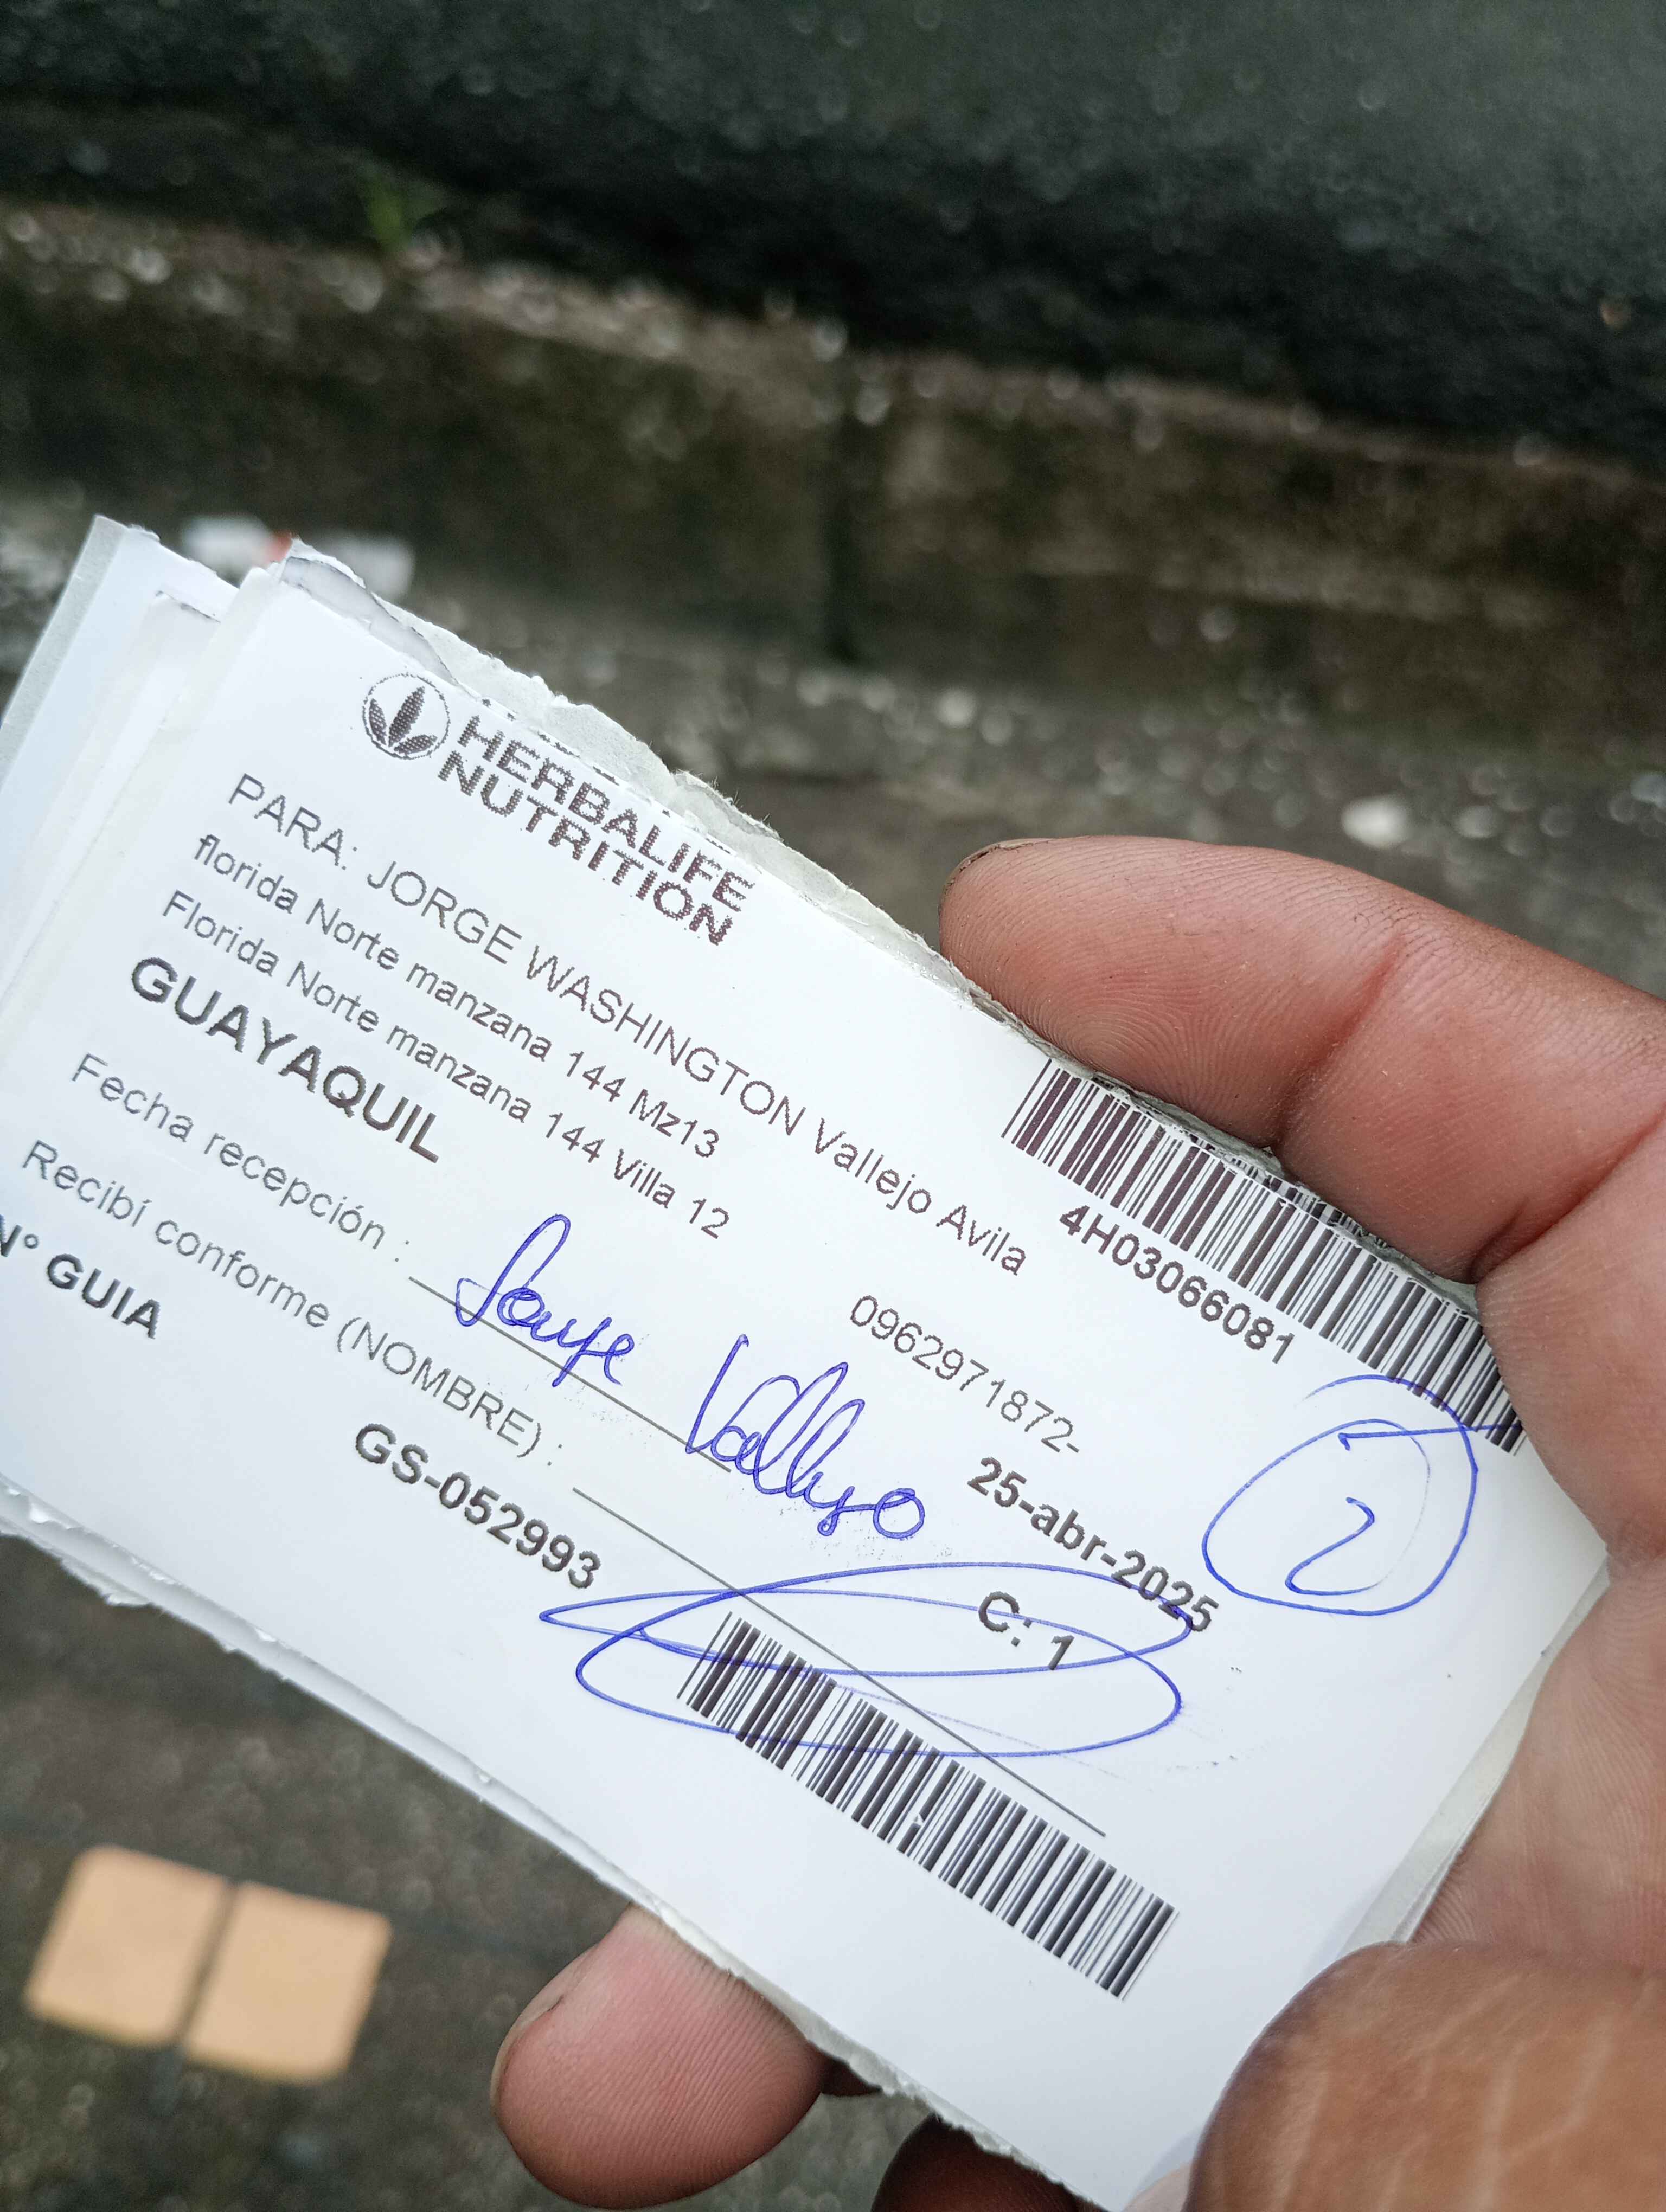 HERBALIFE
NUTRITION
4H03066081
PARA: JORGE WASHINGTON Vallejo Avila
florida Norte manzana 144 Mz13
Florida Norte manzana 144 Villa 12
0962971872-
GUAYAQUIL
25-abr-2025
2
Fecha recepción : Jorge Vallejo
C: 1
Recibí conforme (NOMBRE) :
N° GUIA GS-052993